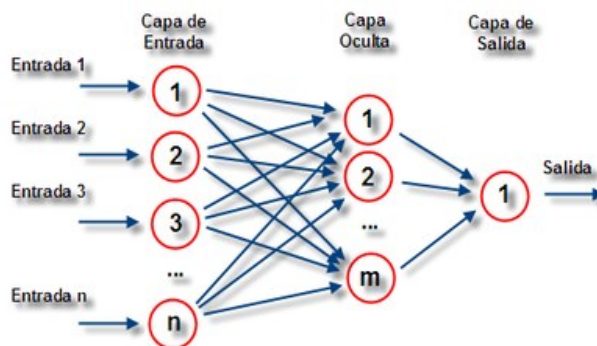 Capa de
Entrada
Capa
Oculta
Capa de
Salida
Entrada 1
1
Entrada 2
2
Entrada 3
3
...
Entrada n
n
1
2
...
m
1
Salida